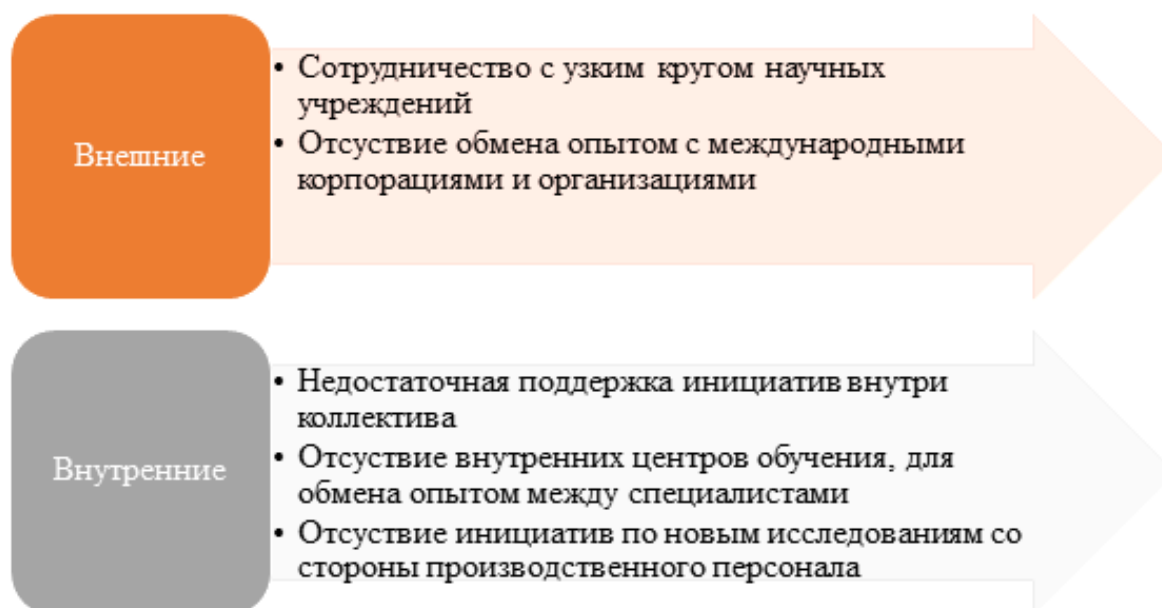 Внешние
• Сотрудничество с узким кругом научных
учреждений
• Отсуствие обмена опытом с международными
корпорациями и организациями
Внутренние
• Недостаточная поддержка инициатив внутри
коллектива
• Отсуствие внутренних центров обучения, для
обмена опытом между специалистами
• Отсуствие инициатив по новым исследованиям со
стороны производственного персонала